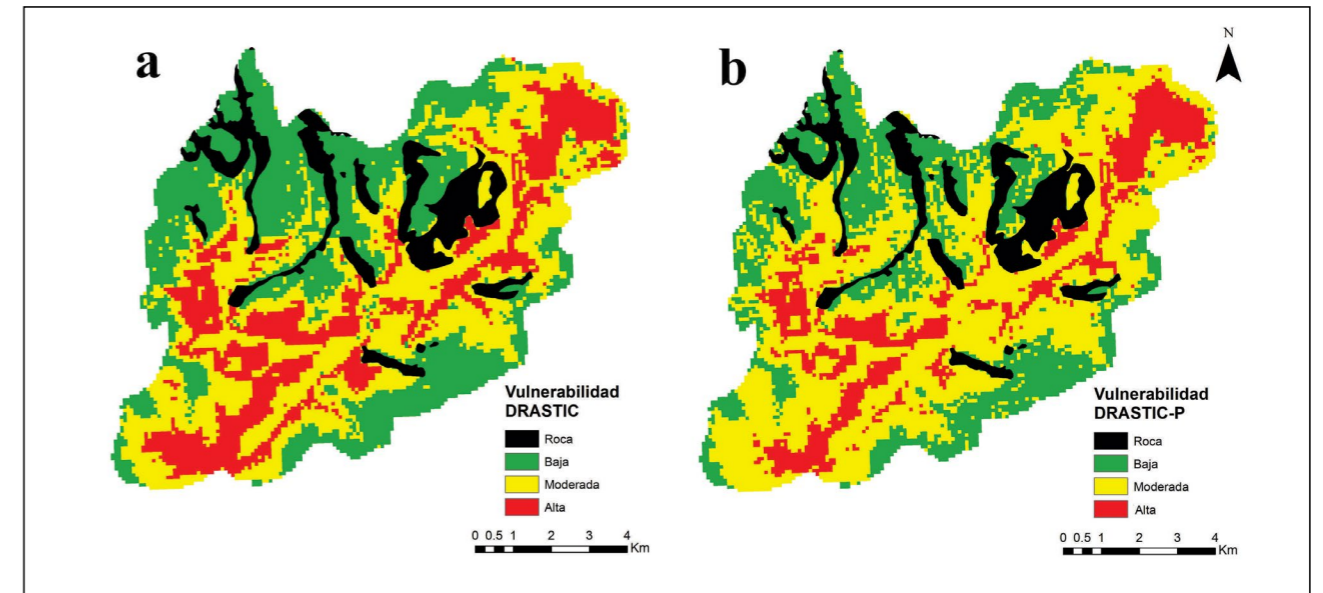 a
Vulnerabilidad
DRASTIC
Roca
Baja
Moderada
Alta
0 0.5 1 2 3 4
Km
b
N
Vulnerabilidad
DRASTIC-P
Roca
Baja
Moderada
Alta
0 0.5 1 2 3 4
Km